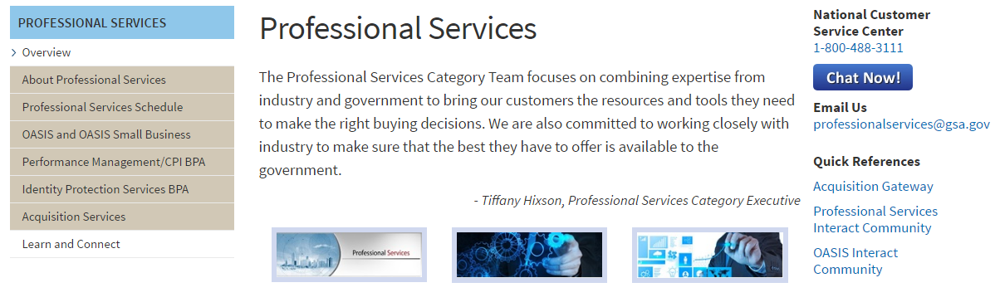 PROFESSIONAL SERVICES
Overview
About Professional Services
Professional Services Schedule
OASIS and OASIS Small Business
Performance Management/CPI BPA
Identity Protection Services BPA
Acquisition Services
Learn and Connect
Professional Services
The Professional Services Category Team focuses on combining expertise from
industry and government to bring our customers the resources and tools they need
to make the right buying decisions. We are also committed to working closely with
industry to make sure that the best they have to offer is available to the
government.
- Tiffany Hixson, Professional Services Category Executive
Professional Services
National Customer
Service Center
1-800-488-3111
Chat Now!
Email Us
professionalservices@gsa.gov
Quick References
Acquisition Gateway
Professional Services
Interact Community
OASIS Interact
Community